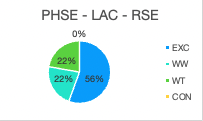 PHSE - LAC - RSE
0%
22%
22%
56%
EXC
WW
WT
CON